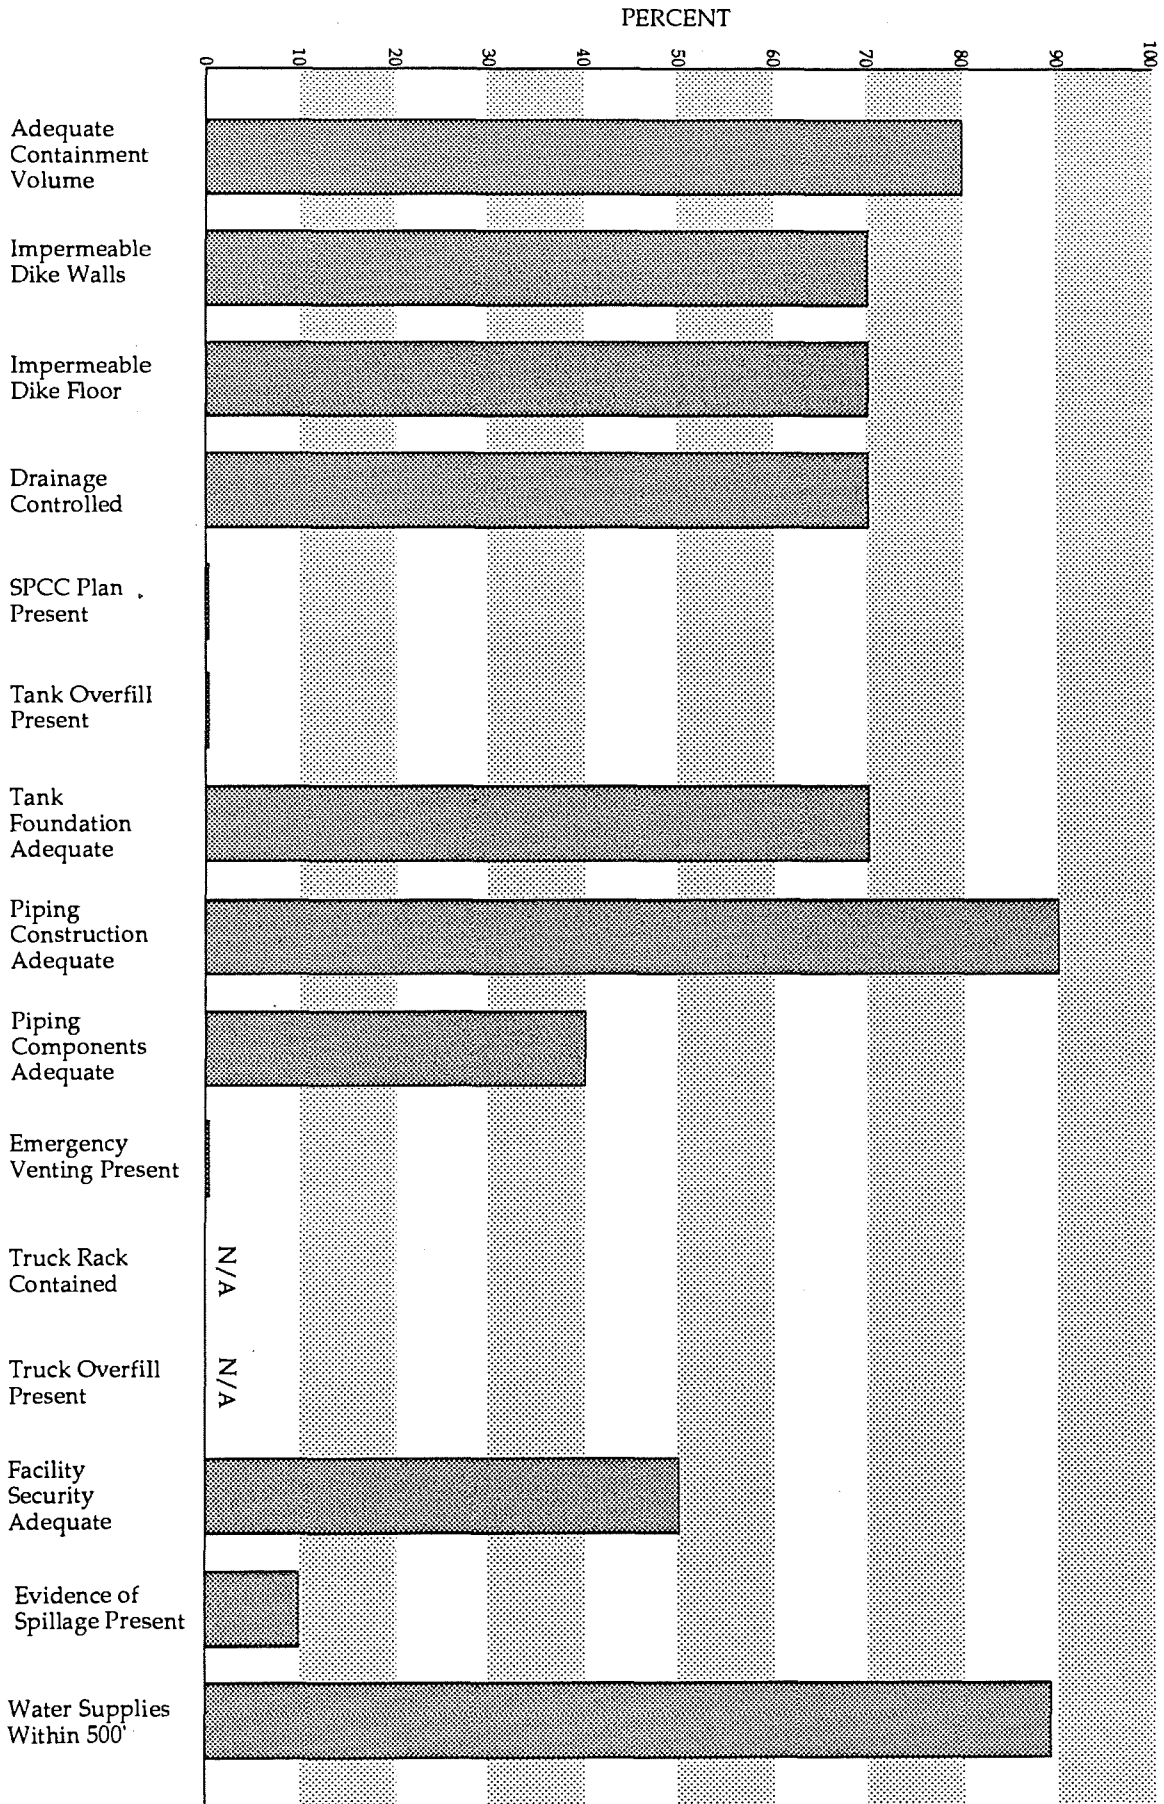 PERCENT
0 10 20 30 40 50 60 70 80 90 100
Adequate
Containment
Volume
Impermeable
Dike Walls
Impermeable
Dike Floor
Drainage
Controlled
SPCC Plan
Present
Tank Overfill
Present
Tank
Foundation
Adequate
Piping
Construction
Adequate
Piping
Components
Adequate
Emergency
Venting Present
Truck Rack
Contained
N/A
Truck Overfill
Present
N/A
Facility
Security
Adequate
Evidence of
Spillage Present
Water Supplies
Within 500'